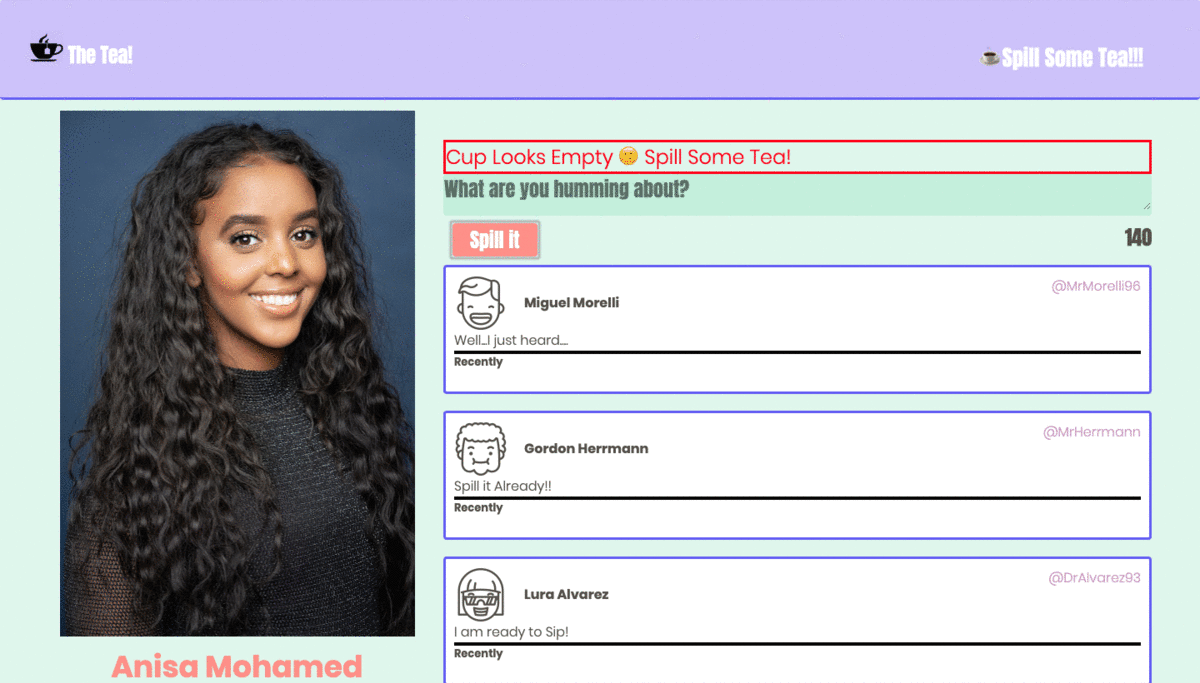 The Tea!
Spill Some Tea!!!
Cup Looks Empty 🫢 Spill Some Tea!
What are you humming about?
Spill it
140
@MrMorelli96
Miguel Morelli
Well...I just heard....
Recently
@MrHerrmann
Gordon Herrmann
Spill it Already!!
Recently
@DrAlvarez93
Lura Alvarez
I am ready to Sip!
Recently
Anisa Mohamed